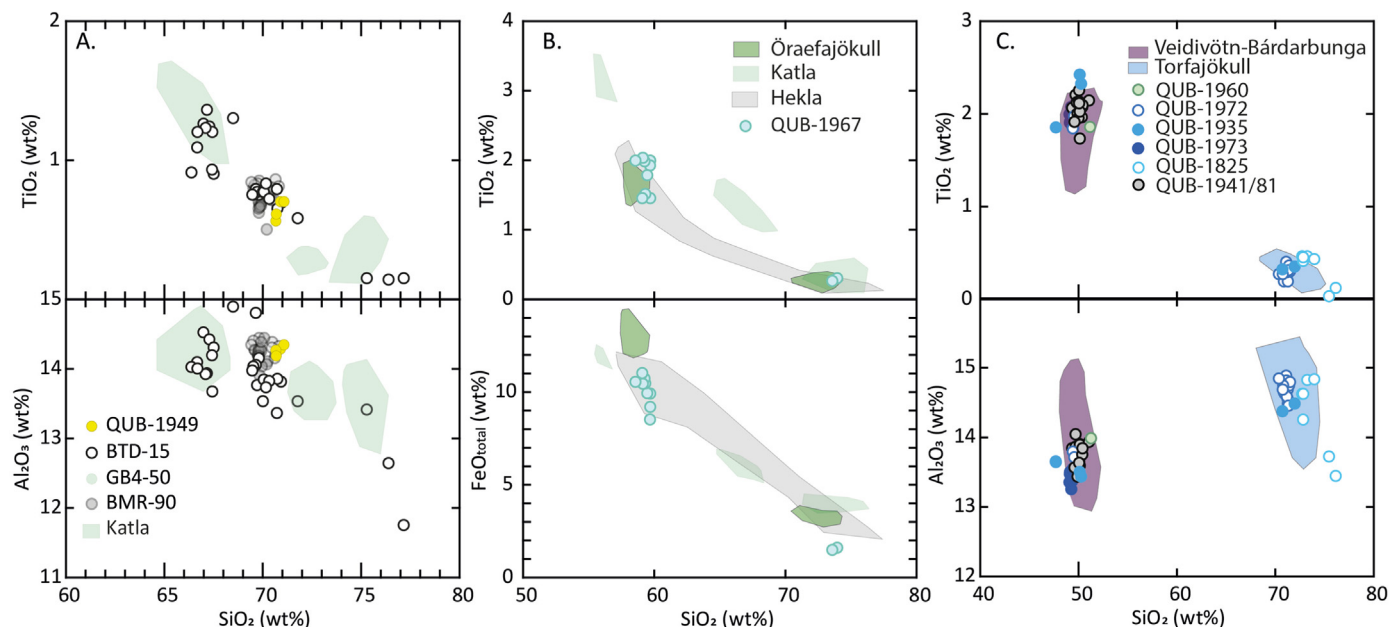 A.
2
1
15
TiO₂ (wt%)
14
13
12
11
Al₂O₃ (wt%)
QUB-1949
BTD-15
GB4-50
BMR-90
Katla
60
65
70
75
80
SiO₂ (wt%)
B.
4
3
2
1
0
TiO₂ (wt%)
Öraefajökull
Katla
Hekla
QUB-1967
10
5
0
FeOtotal (wt%)
60
70
80
SiO₂ (wt%)
C.
3
2
1
0
TiO₂ (wt%)
Veidivötn-Bárdarbunga
Torfajökull
QUB-1960
QUB-1972
QUB-1935
QUB-1973
QUB-1825
QUB-1941/81
15
14
13
12
Al₂O₃ (wt%)
40
50
60
70
80
SiO₂ (wt%)